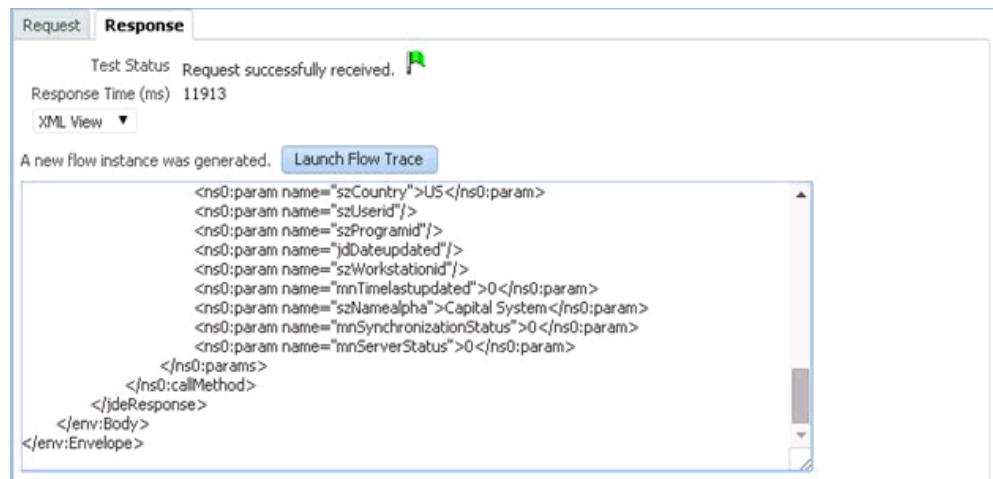 Request Response
Test Status Request successfully received.
Response Time (ms) 11913
XML View
A new flow instance was generated. Launch Flow Trace
<ns0:param name="szCountry">US</ns0:param>
<ns0:param name="szUserid"/>
<ns0:param name="szProgramid"/>
<ns0:param name="jdDateupdated"/>
<ns0:param name="szWorkstationid"/>
<ns0:param name="mnTimelastupdated">0</ns0:param>
<ns0:param name="szNamealpha">Capital System</ns0:param>
<ns0:param name="mnSynchronizationStatus">0</ns0:param>
<ns0:param name="mnServerStatus">0</ns0:param>
</ns0:params>
</ns0:callMethod>
</jdeResponse>
</env:Body>
</env:Envelope>